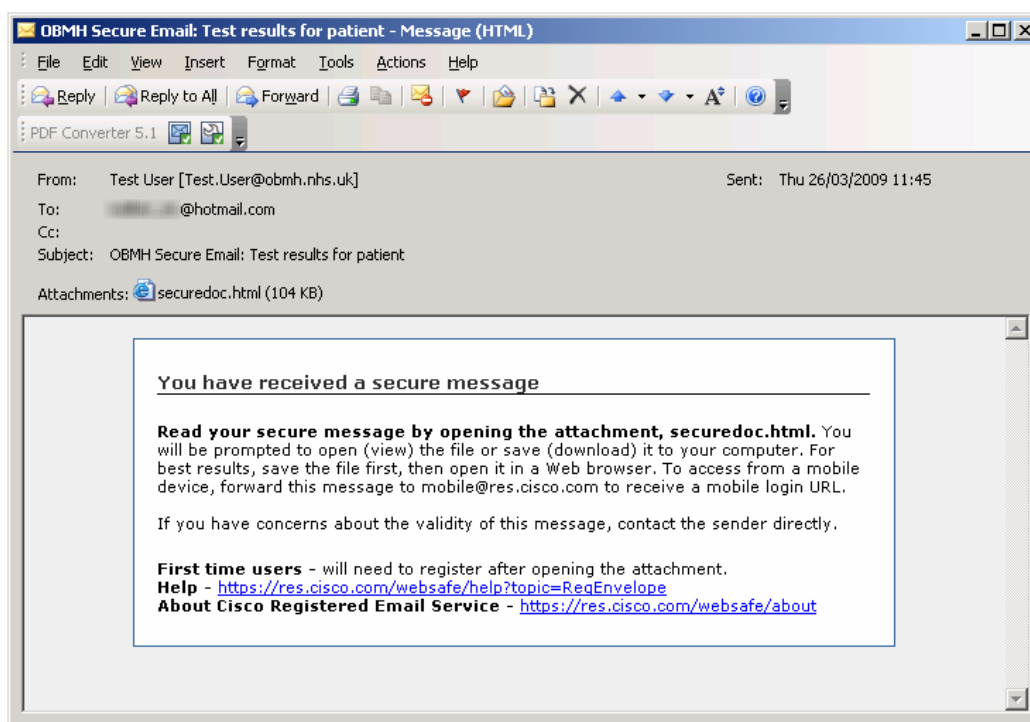 OBMH Secure Email: Test results for patient - Message (HTML)
File Edit View Insert Format Tools Actions Help
Reply Reply to All Forward
PDF Converter 5.1
From: Test User [Test.User@obmh.nhs.uk] Sent: Thu 26/03/2009 11:45
To: @hotmail.com
Cc:
Subject: OBMH Secure Email: Test results for patient
Attachments: securedoc.html (104 KB)
You have received a secure message
Read your secure message by opening the attachment, securedoc.html. You
will be prompted to open (view) the file or save (download) it to your computer. For
best results, save the file first, then open it in a Web browser. To access from a mobile
device, forward this message to mobile@res.cisco.com to receive a mobile login URL.
If you have concerns about the validity of this message, contact the sender directly.
First time users - will need to register after opening the attachment.
Help - https://res.cisco.com/websafe/help?topic=RegEnvelope
About Cisco Registered Email Service - https://res.cisco.com/websafe/about